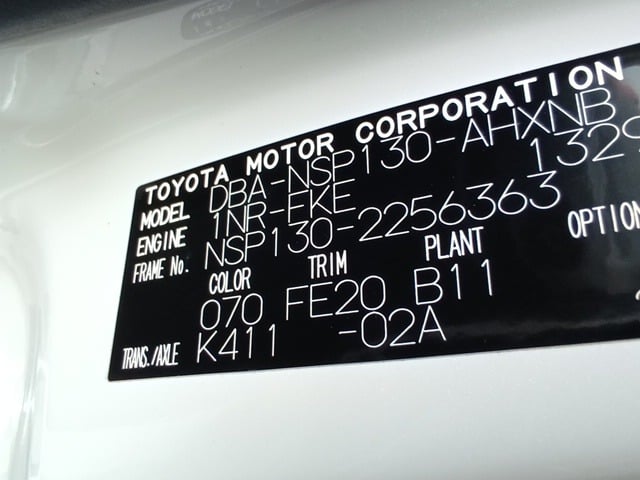 TOYOTA MOTOR CORPORATION
MODEL DBA-NSP130-AHXNB
ENGINE 1NR-FKE 1329
FRAME No. NSP130-2256363
COLOR TRIM PLANT OPTION
070 FE20 B11
TRANS./AXLE K411 -02A